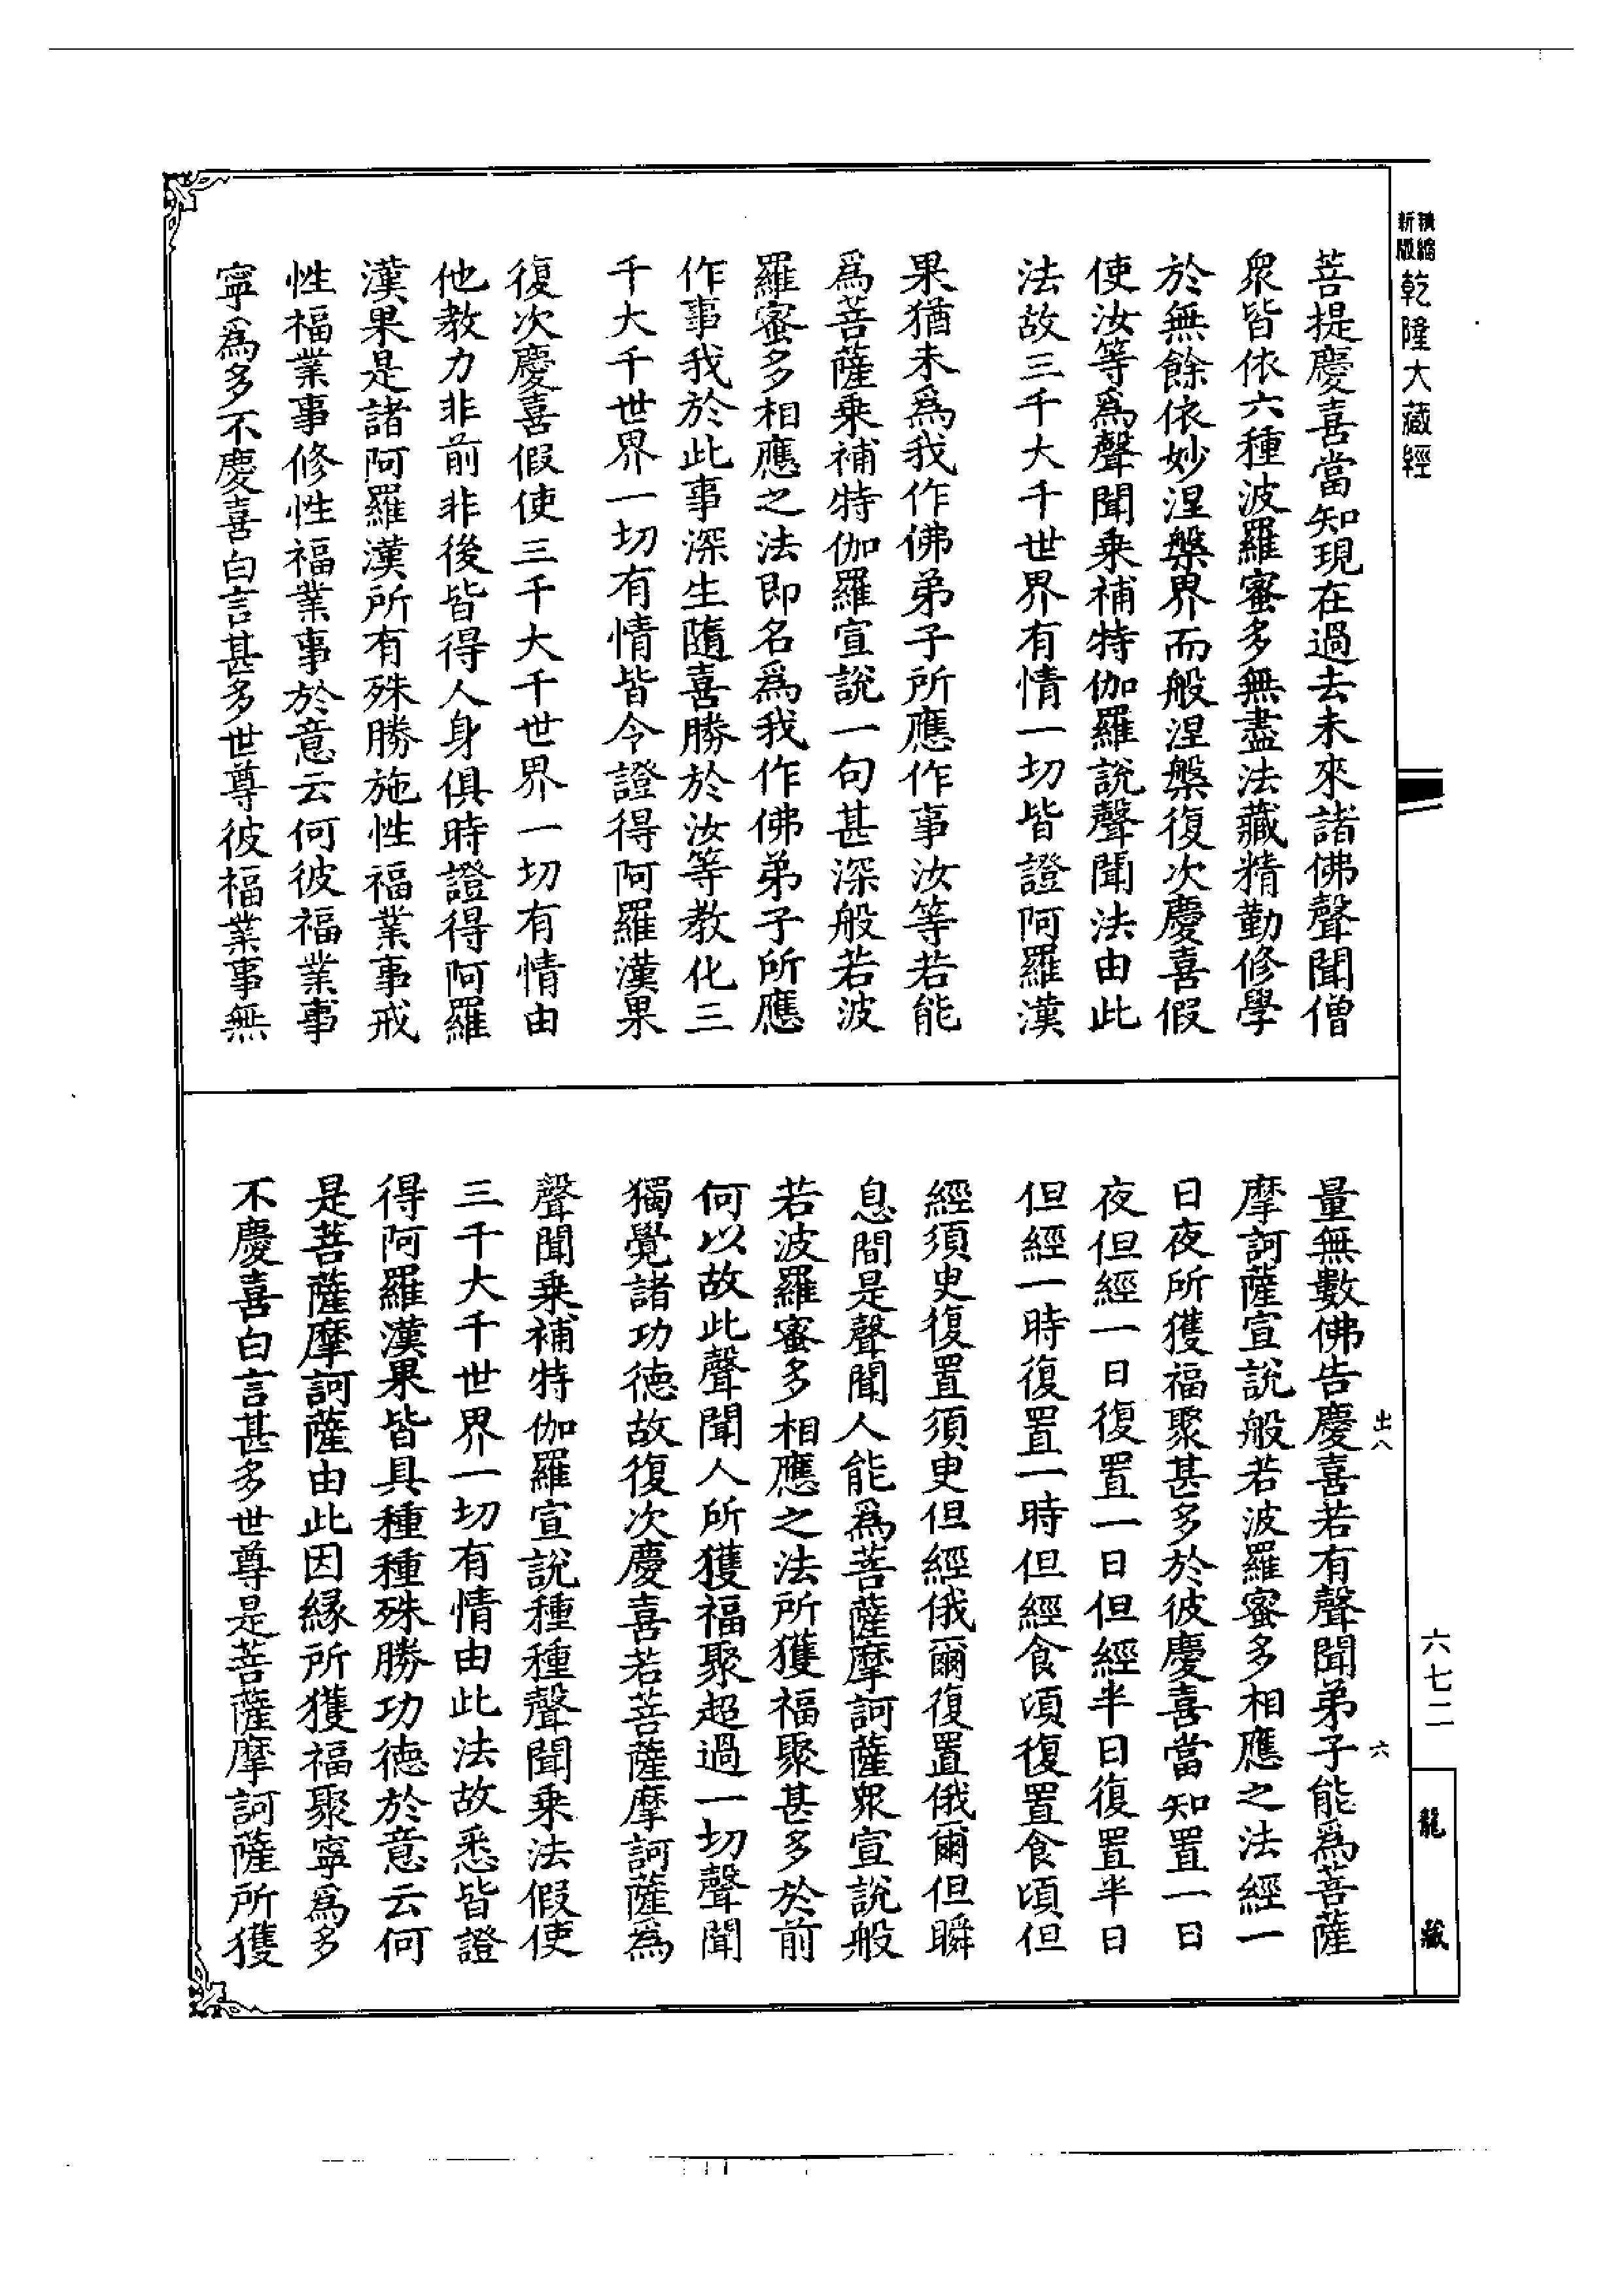 精縮
新版
乾隆大藏經
菩提慶喜當知現在過去未來諸佛聲聞僧
衆皆依六種波羅蜜多無盡法藏精勤修學
於無餘依妙涅槃界而般涅槃復次慶喜假
使汝等爲聲聞乘補特伽羅說聲聞法由此
法故三千大千世界有情一切皆證阿羅漢
果猶未爲我作佛弟子所應作事汝等若能
爲菩薩乘補特伽羅宣說一句甚深般若波
羅蜜多相應之法即名爲我作佛弟子所應
作事我於此事深生隨喜勝於汝等教化三
千大千世界一切有情皆令證得阿羅漢果
復次慶喜假使三千大千世界一切有情由
他教力非前非後皆得人身俱時證得阿羅
漢果是諸阿羅漢所有殊勝施性福業事戒
性福業事修性福業事於意云何彼福業事
寧爲多不慶喜白言甚多世尊彼福業事無
量無數佛告慶喜若有聲聞弟子能爲菩薩
摩訶薩宣說般若波羅蜜多相應之法經一
日夜所獲福聚甚多於彼慶喜當知置一日
夜但經一日復置一日但經半日復置半日
但經一時復置一時但經食頃復置食頃但
經須臾復置須臾但經俄爾復置俄爾但瞬
息間是聲聞人能爲菩薩摩訶薩衆宣說般
若波羅蜜多相應之法所獲福聚甚多於前
何以故此聲聞人所獲福聚超過一切聲聞
獨覺諸功德故復次慶喜若菩薩摩訶薩爲
聲聞乘補特伽羅宣說種種聲聞乘法假使
三千大千世界一切有情由此法故悉皆證
得阿羅漢果皆具種種殊勝功德於意云何
是菩薩摩訶薩由此因緣所獲福聚寧爲多
不慶喜白言甚多世尊是菩薩摩訶薩所獲
出八
六
六七二
龍藏